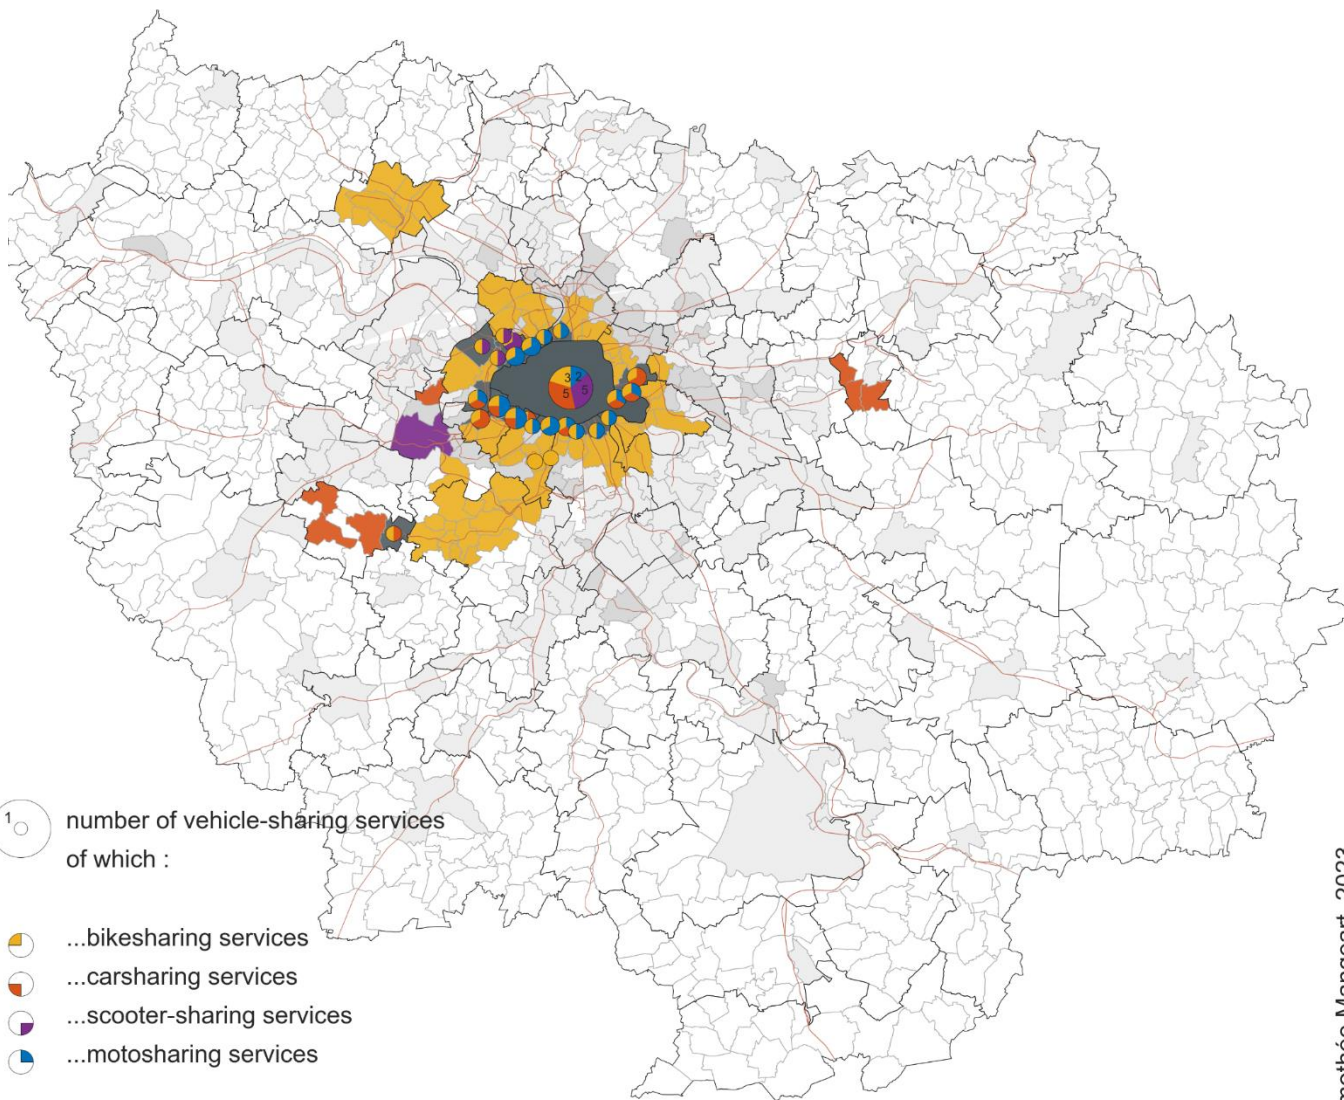 3 2
5 5
1
number of vehicle-sharing services
of which :
...bikesharing services
...carsharing services
...scooter-sharing services
...motosharing services
2023